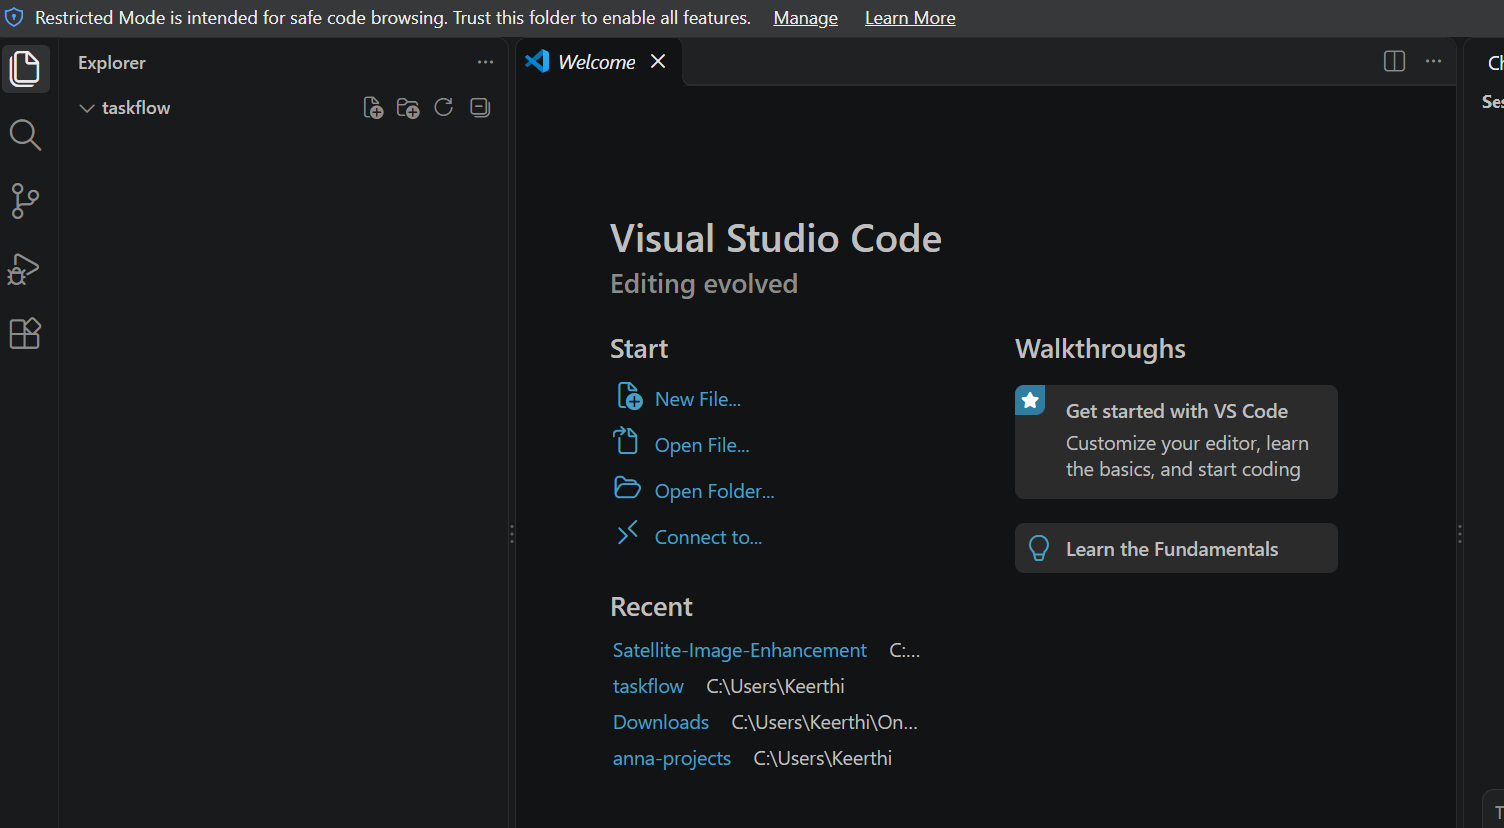 Restricted Mode is intended for safe code browsing. Trust this folder to enable all features. Manage Learn More
Explorer
taskflow
Welcome
Visual Studio Code
Editing evolved
Start
New File...
Open File...
Open Folder...
Connect to...
Walkthroughs
Get started with VS Code
Customize your editor, learn
the basics, and start coding
Learn the Fundamentals
Recent
Satellite-Image-Enhancement C:...
taskflow C:\Users\Keerthi
Downloads C:\Users\Keerthi\On...
anna-projects C:\Users\Keerthi